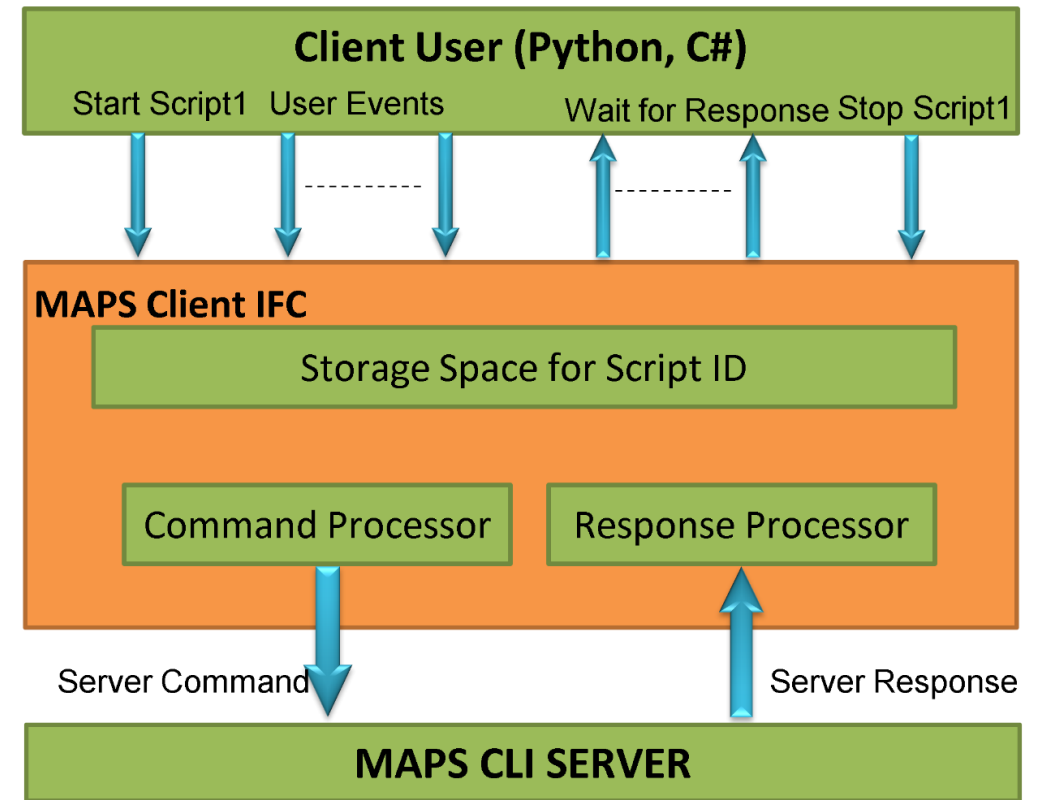 Client User (Python, C#)
Start Script1 User Events Wait for Response Stop Script1
MAPS Client IFC
Storage Space for Script ID
Command Processor Response Processor
Server Command Server Response
MAPS CLI SERVER